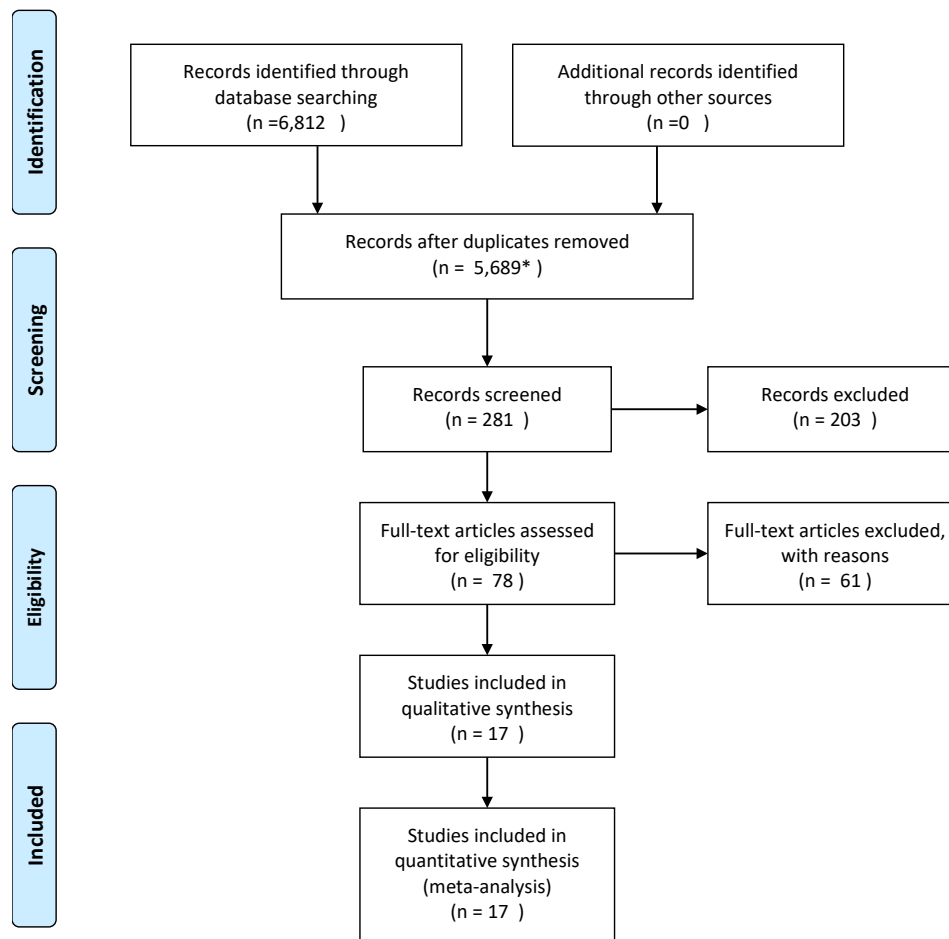 Identification
Records identified through
database searching
(n =6,812 )
Additional records identified
through other sources
(n =0 )
Records after duplicates removed
(n = 5,689* )
Screening
Records screened
(n = 281 )
Records excluded
(n = 203 )
Eligibility
Full-text articles assessed
for eligibility
(n = 78 )
Full-text articles excluded,
with reasons
(n = 61 )
Studies included in
qualitative synthesis
(n = 17 )
Included
Studies included in
quantitative synthesis
(meta-analysis)
(n = 17 )